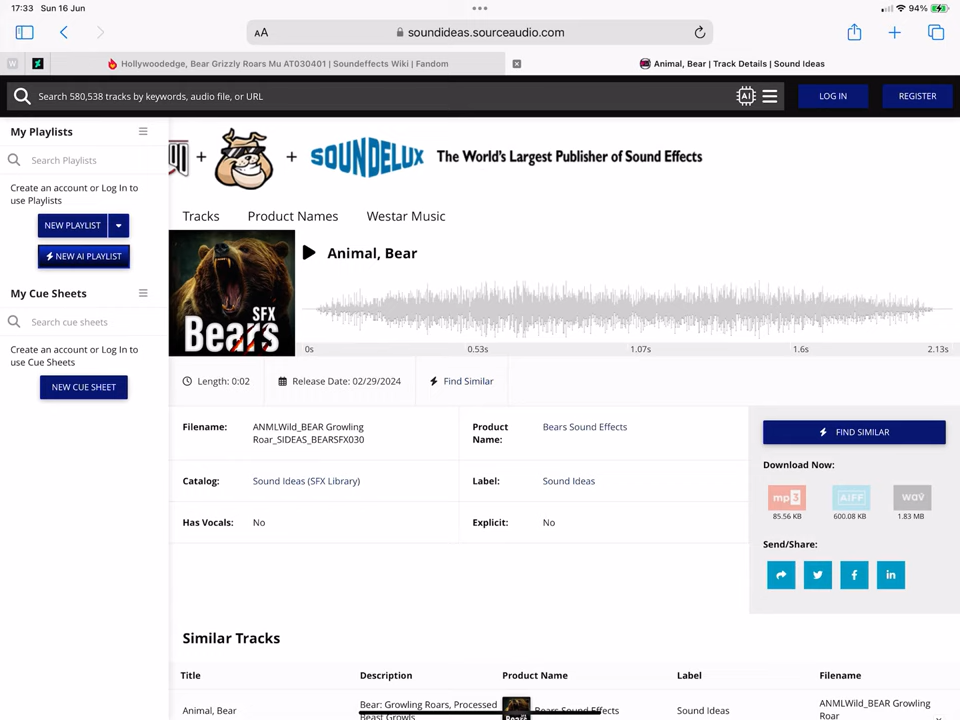 17:33 Sun 16 Jun
94%
AA
soundideas.sourceaudio.com
W
Hollywoodedge, Bear Grizzly Roars Mu AT030401 | Soundeffects Wiki | Fandom
Animal, Bear | Track Details | Sound Ideas
Search 580,538 tracks by keywords, audio file, or URL
AI
LOG IN
REGISTER
My Playlists
Search Playlists
Create an account or Log In to
use Playlists
NEW PLAYLIST
NEW AI PLAYLIST
My Cue Sheets
Search cue sheets
Create an account or Log In to
use Cue Sheets
NEW CUE SHEET
+ + SOUNDELUX The World's Largest Publisher of Sound Effects
Tracks Product Names Westar Music
SFX
Bears
Animal, Bear
0s 0.53s 1.07s 1.6s 2.13s
Length: 0:02 Release Date: 02/29/2024 Find Similar
Filename: ANMLWild_BEAR Growling
Roar_SIDEAS_BEARSFX030
Product
Name:
Bears Sound Effects
Catalog: Sound Ideas (SFX Library)
Label: Sound Ideas
Has Vocals: No
Explicit: No
FIND SIMILAR
Download Now:
mp3 AIFF wav
85.56 KB 600.08 KB 1.83 MB
Send/Share:
f in
Similar Tracks
Title Description Product Name Label Filename
Animal, Bear
Bear: Growling Roars, Processed
Beast Growls
Bears Sound Effects
Sound Ideas
ANMLWild_BEAR Growling
Roar